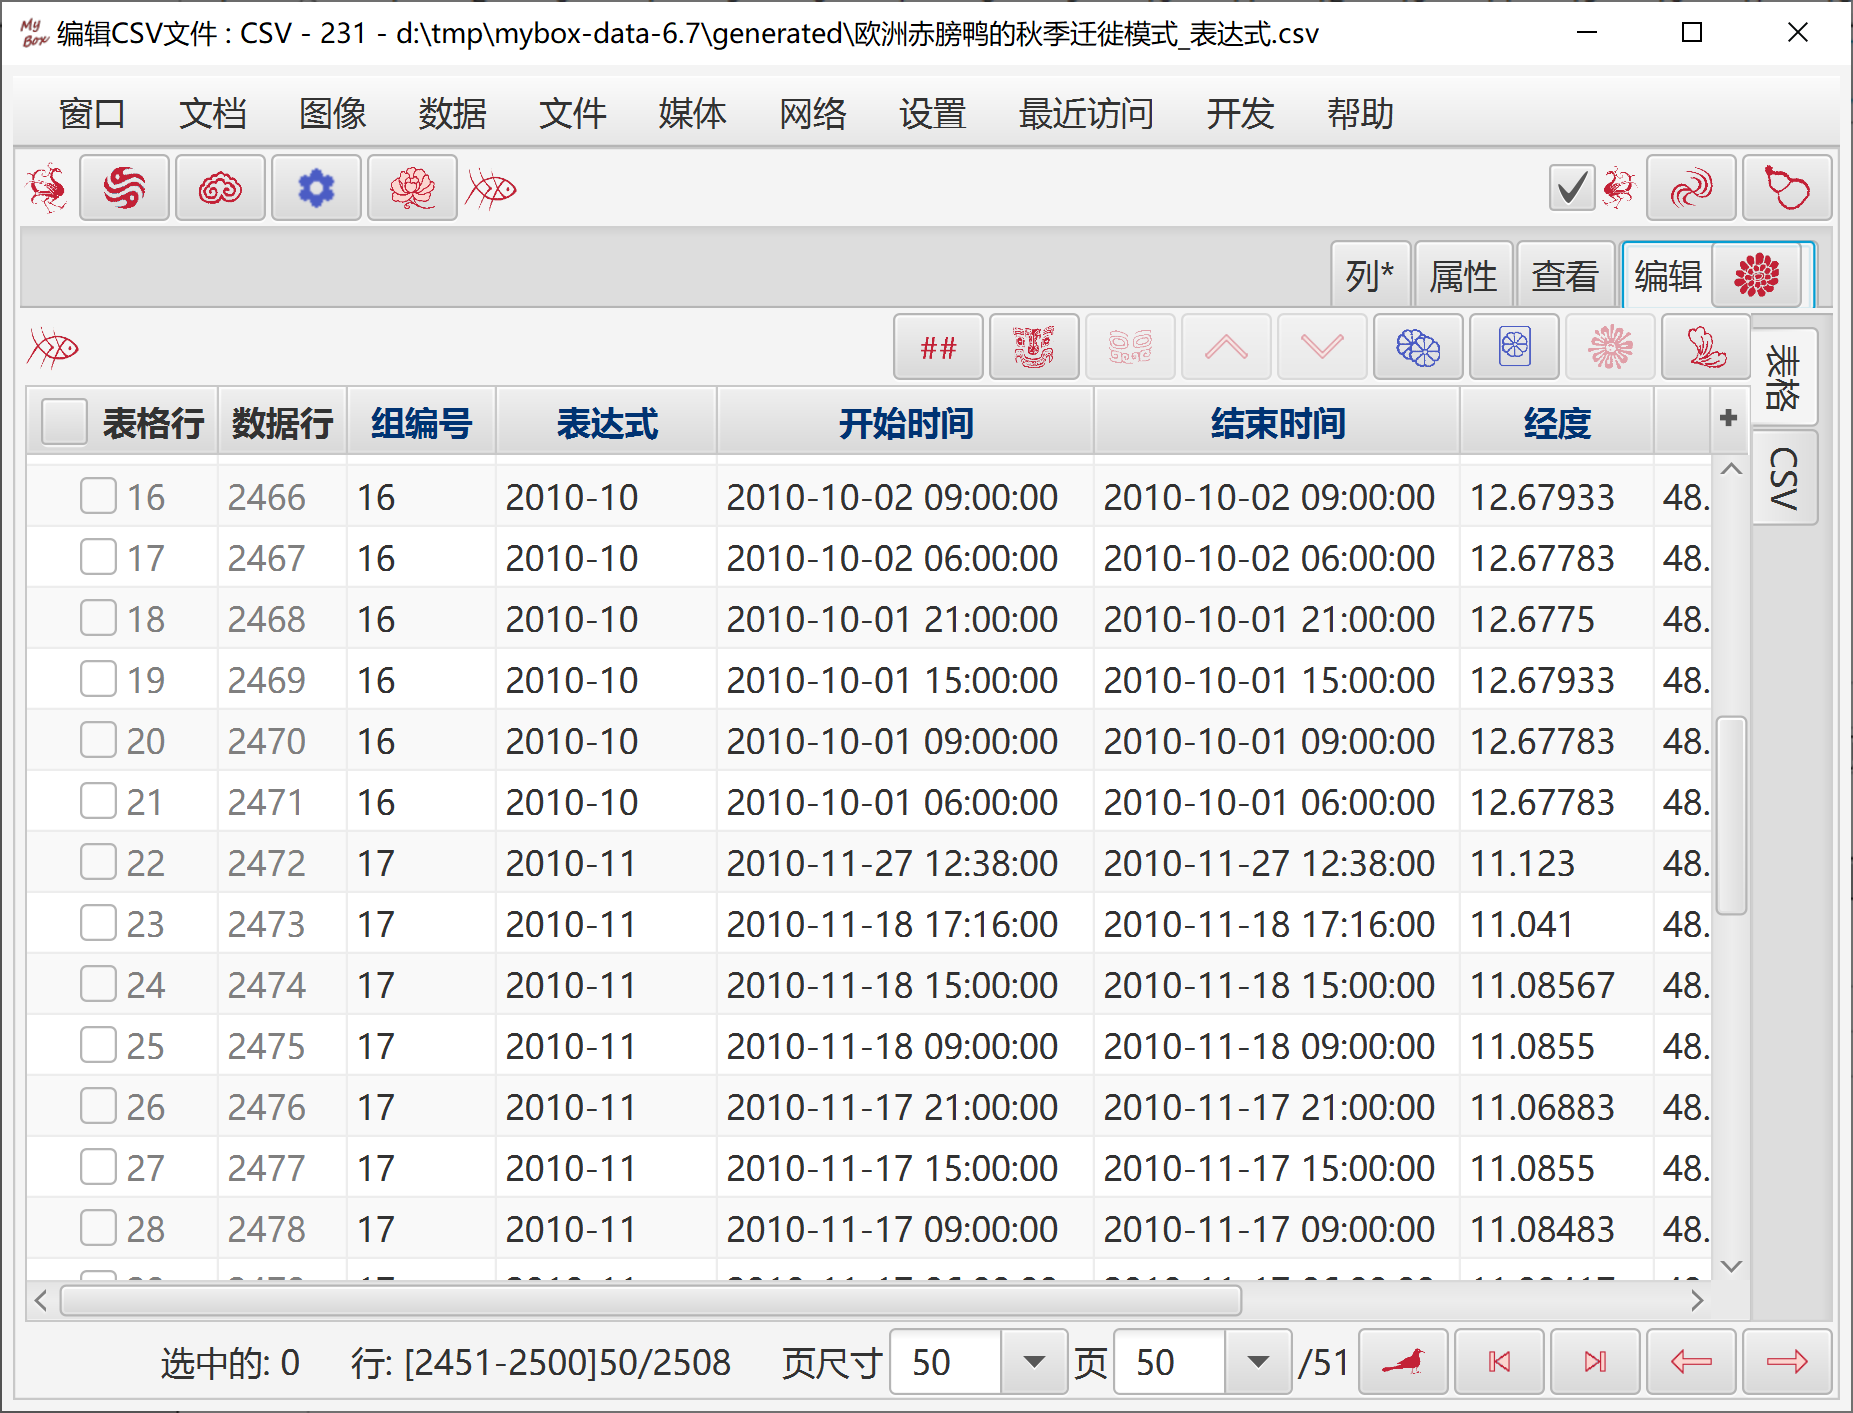 My Box 编辑CSV文件 : CSV - 231 - d:\tmp\mybox-data-6.7\generated\欧洲赤膀鸭的秋季迁徙模式_表达式.csv
窗口 文档 图像 数据 文件 媒体 网络 设置 最近访问 开发 帮助
列* 属性 查看 编辑
##
表格
CSV
表格行 数据行 组编号 表达式 开始时间 结束时间 经度 +
16 2466 16 2010-10 2010-10-02 09:00:00 2010-10-02 09:00:00 12.67933 48.
17 2467 16 2010-10 2010-10-02 06:00:00 2010-10-02 06:00:00 12.67783 48.
18 2468 16 2010-10 2010-10-01 21:00:00 2010-10-01 21:00:00 12.6775 48.
19 2469 16 2010-10 2010-10-01 15:00:00 2010-10-01 15:00:00 12.67933 48.
20 2470 16 2010-10 2010-10-01 09:00:00 2010-10-01 09:00:00 12.67783 48.
21 2471 16 2010-10 2010-10-01 06:00:00 2010-10-01 06:00:00 12.67783 48.
22 2472 17 2010-11 2010-11-27 12:38:00 2010-11-27 12:38:00 11.123 48.
23 2473 17 2010-11 2010-11-18 17:16:00 2010-11-18 17:16:00 11.041 48.
24 2474 17 2010-11 2010-11-18 15:00:00 2010-11-18 15:00:00 11.08567 48.
25 2475 17 2010-11 2010-11-18 09:00:00 2010-11-18 09:00:00 11.0855 48.
26 2476 17 2010-11 2010-11-17 21:00:00 2010-11-17 21:00:00 11.06883 48.
27 2477 17 2010-11 2010-11-17 15:00:00 2010-11-17 15:00:00 11.0855 48.
28 2478 17 2010-11 2010-11-17 09:00:00 2010-11-17 09:00:00 11.08483 48.
选中的: 0 行: [2451-2500]50/2508 页尺寸 50 页 50 /51